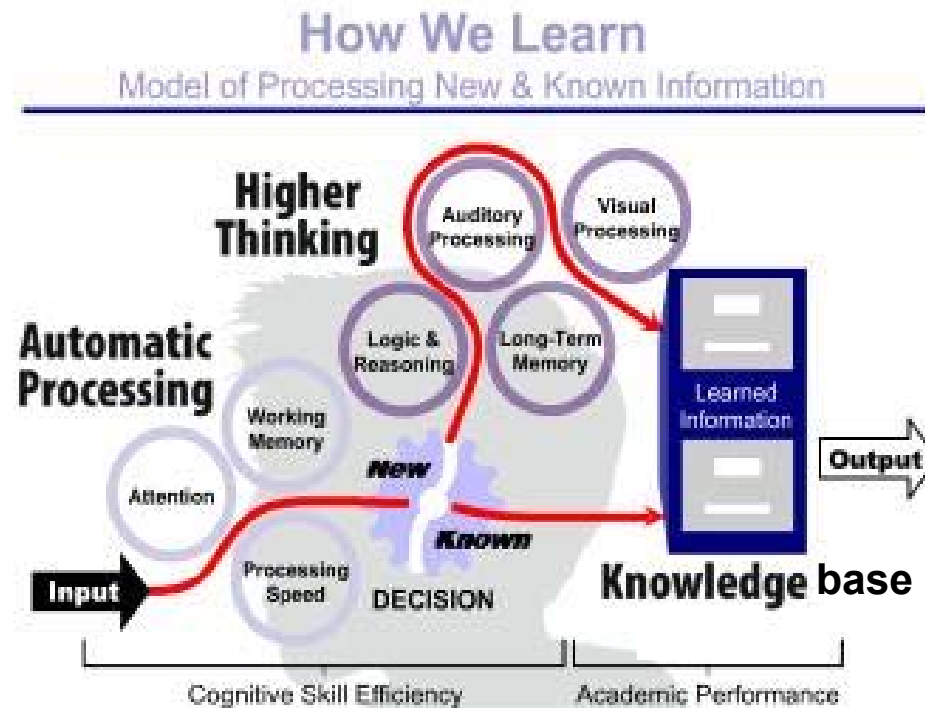 How We Learn
Model of Processing New & Known Information
Higher
Thinking
Auditory
Processing
Visual
Processing
Automatic
Processing
Logic &
Reasoning
Long-Term
Memory
Working
Memory
Attention
New
Known
Processing
Speed
DECISION
Input
Learned
Information
Output
Knowledge base
Cognitive Skill Efficiency
Academic Performance